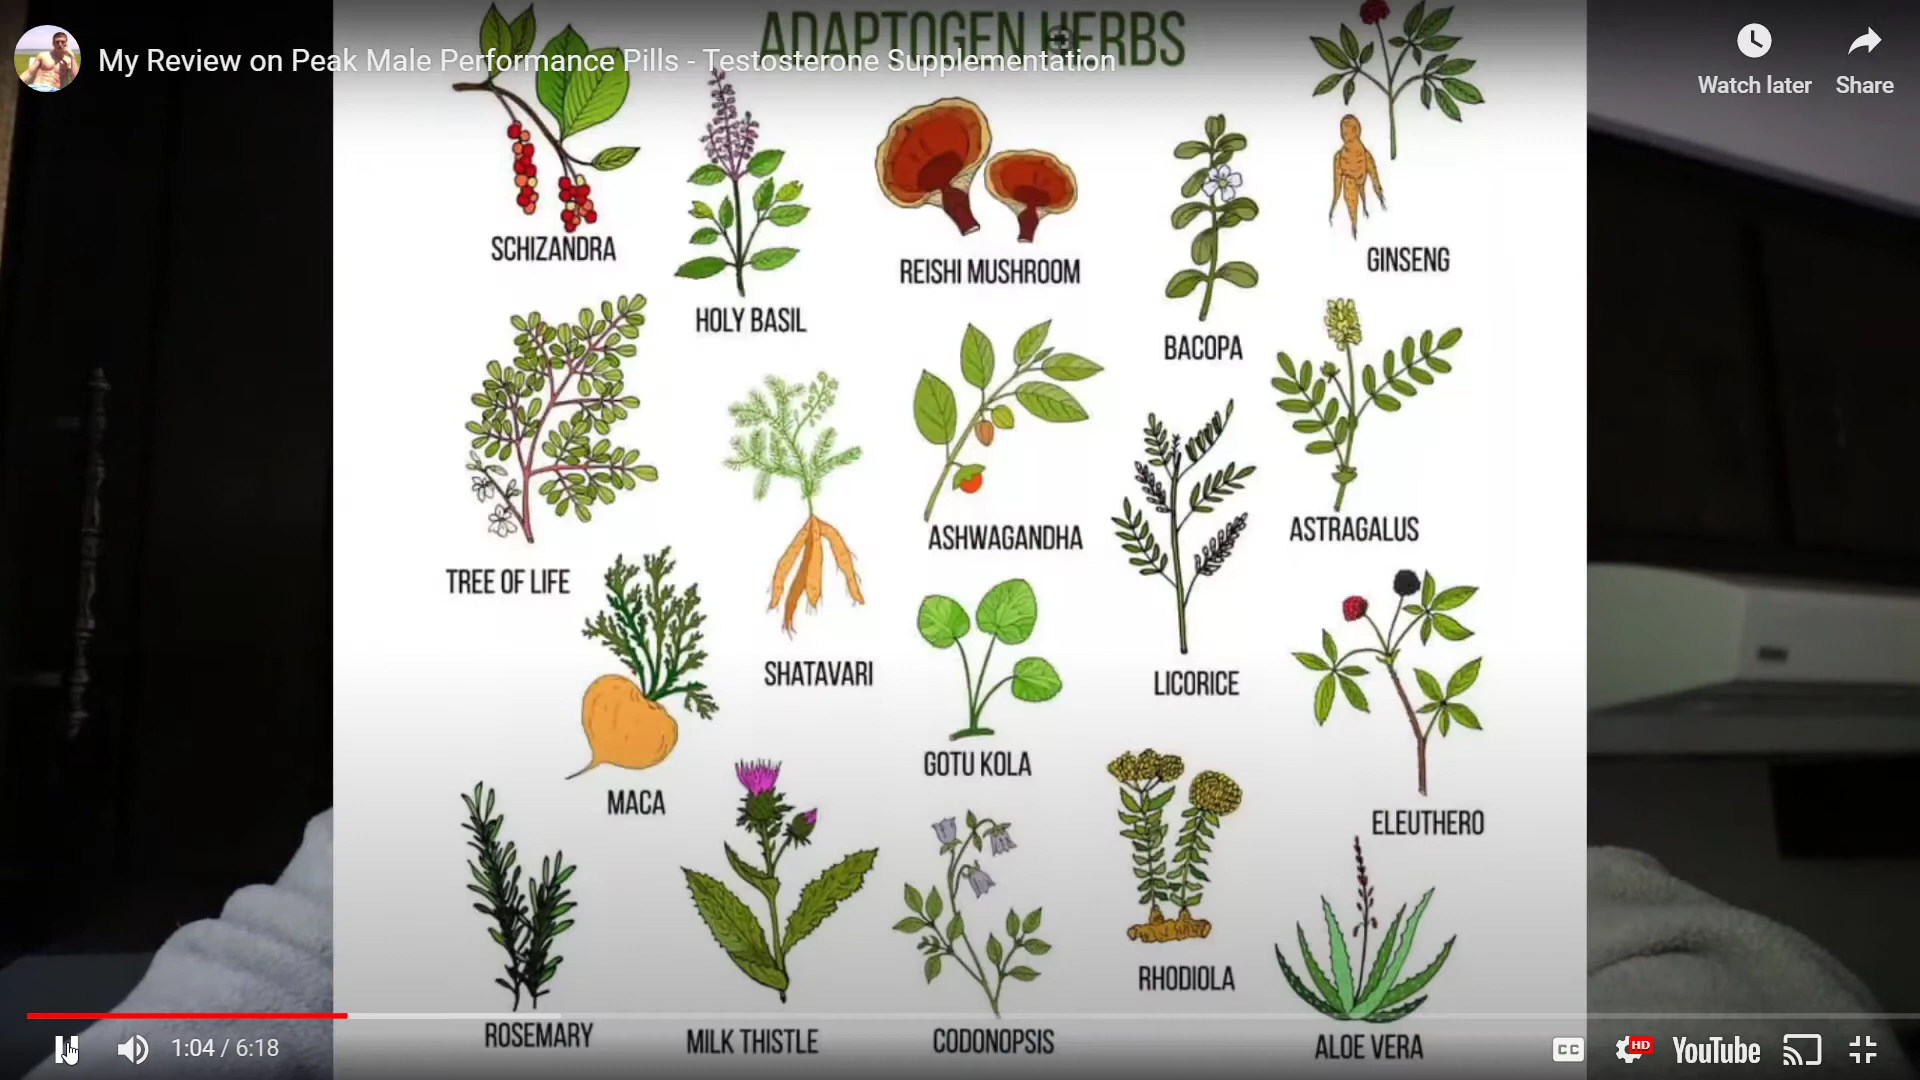 ADAPTOGEN HERBS
My Review on Peak Male Performance Pills - Testosterone Supplementation
Watch later
Share
SCHIZANDRA
HOLY BASIL
REISHI MUSHROOM
BACOPA
GINSENG
TREE OF LIFE
SHATAVARI
ASHWAGANDHA
LICORICE
ASTRAGALUS
MACA
GOTU KOLA
ELEUTHERO
ROSEMARY
MILK THISTLE
CODONOPSIS
RHODIOLA
ALOE VERA
1:04 / 6:18
CC
HD
YouTube